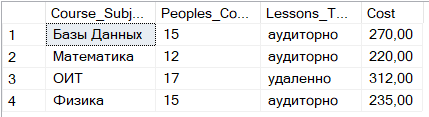 Course_Subj... Peoples_Co... Lessons_T... Cost
1 Базы Данных 15 аудиторно 270,00
2 Математика 12 аудиторно 220,00
3 ОИТ 17 удаленно 312,00
4 Физика 15 аудиторно 235,00